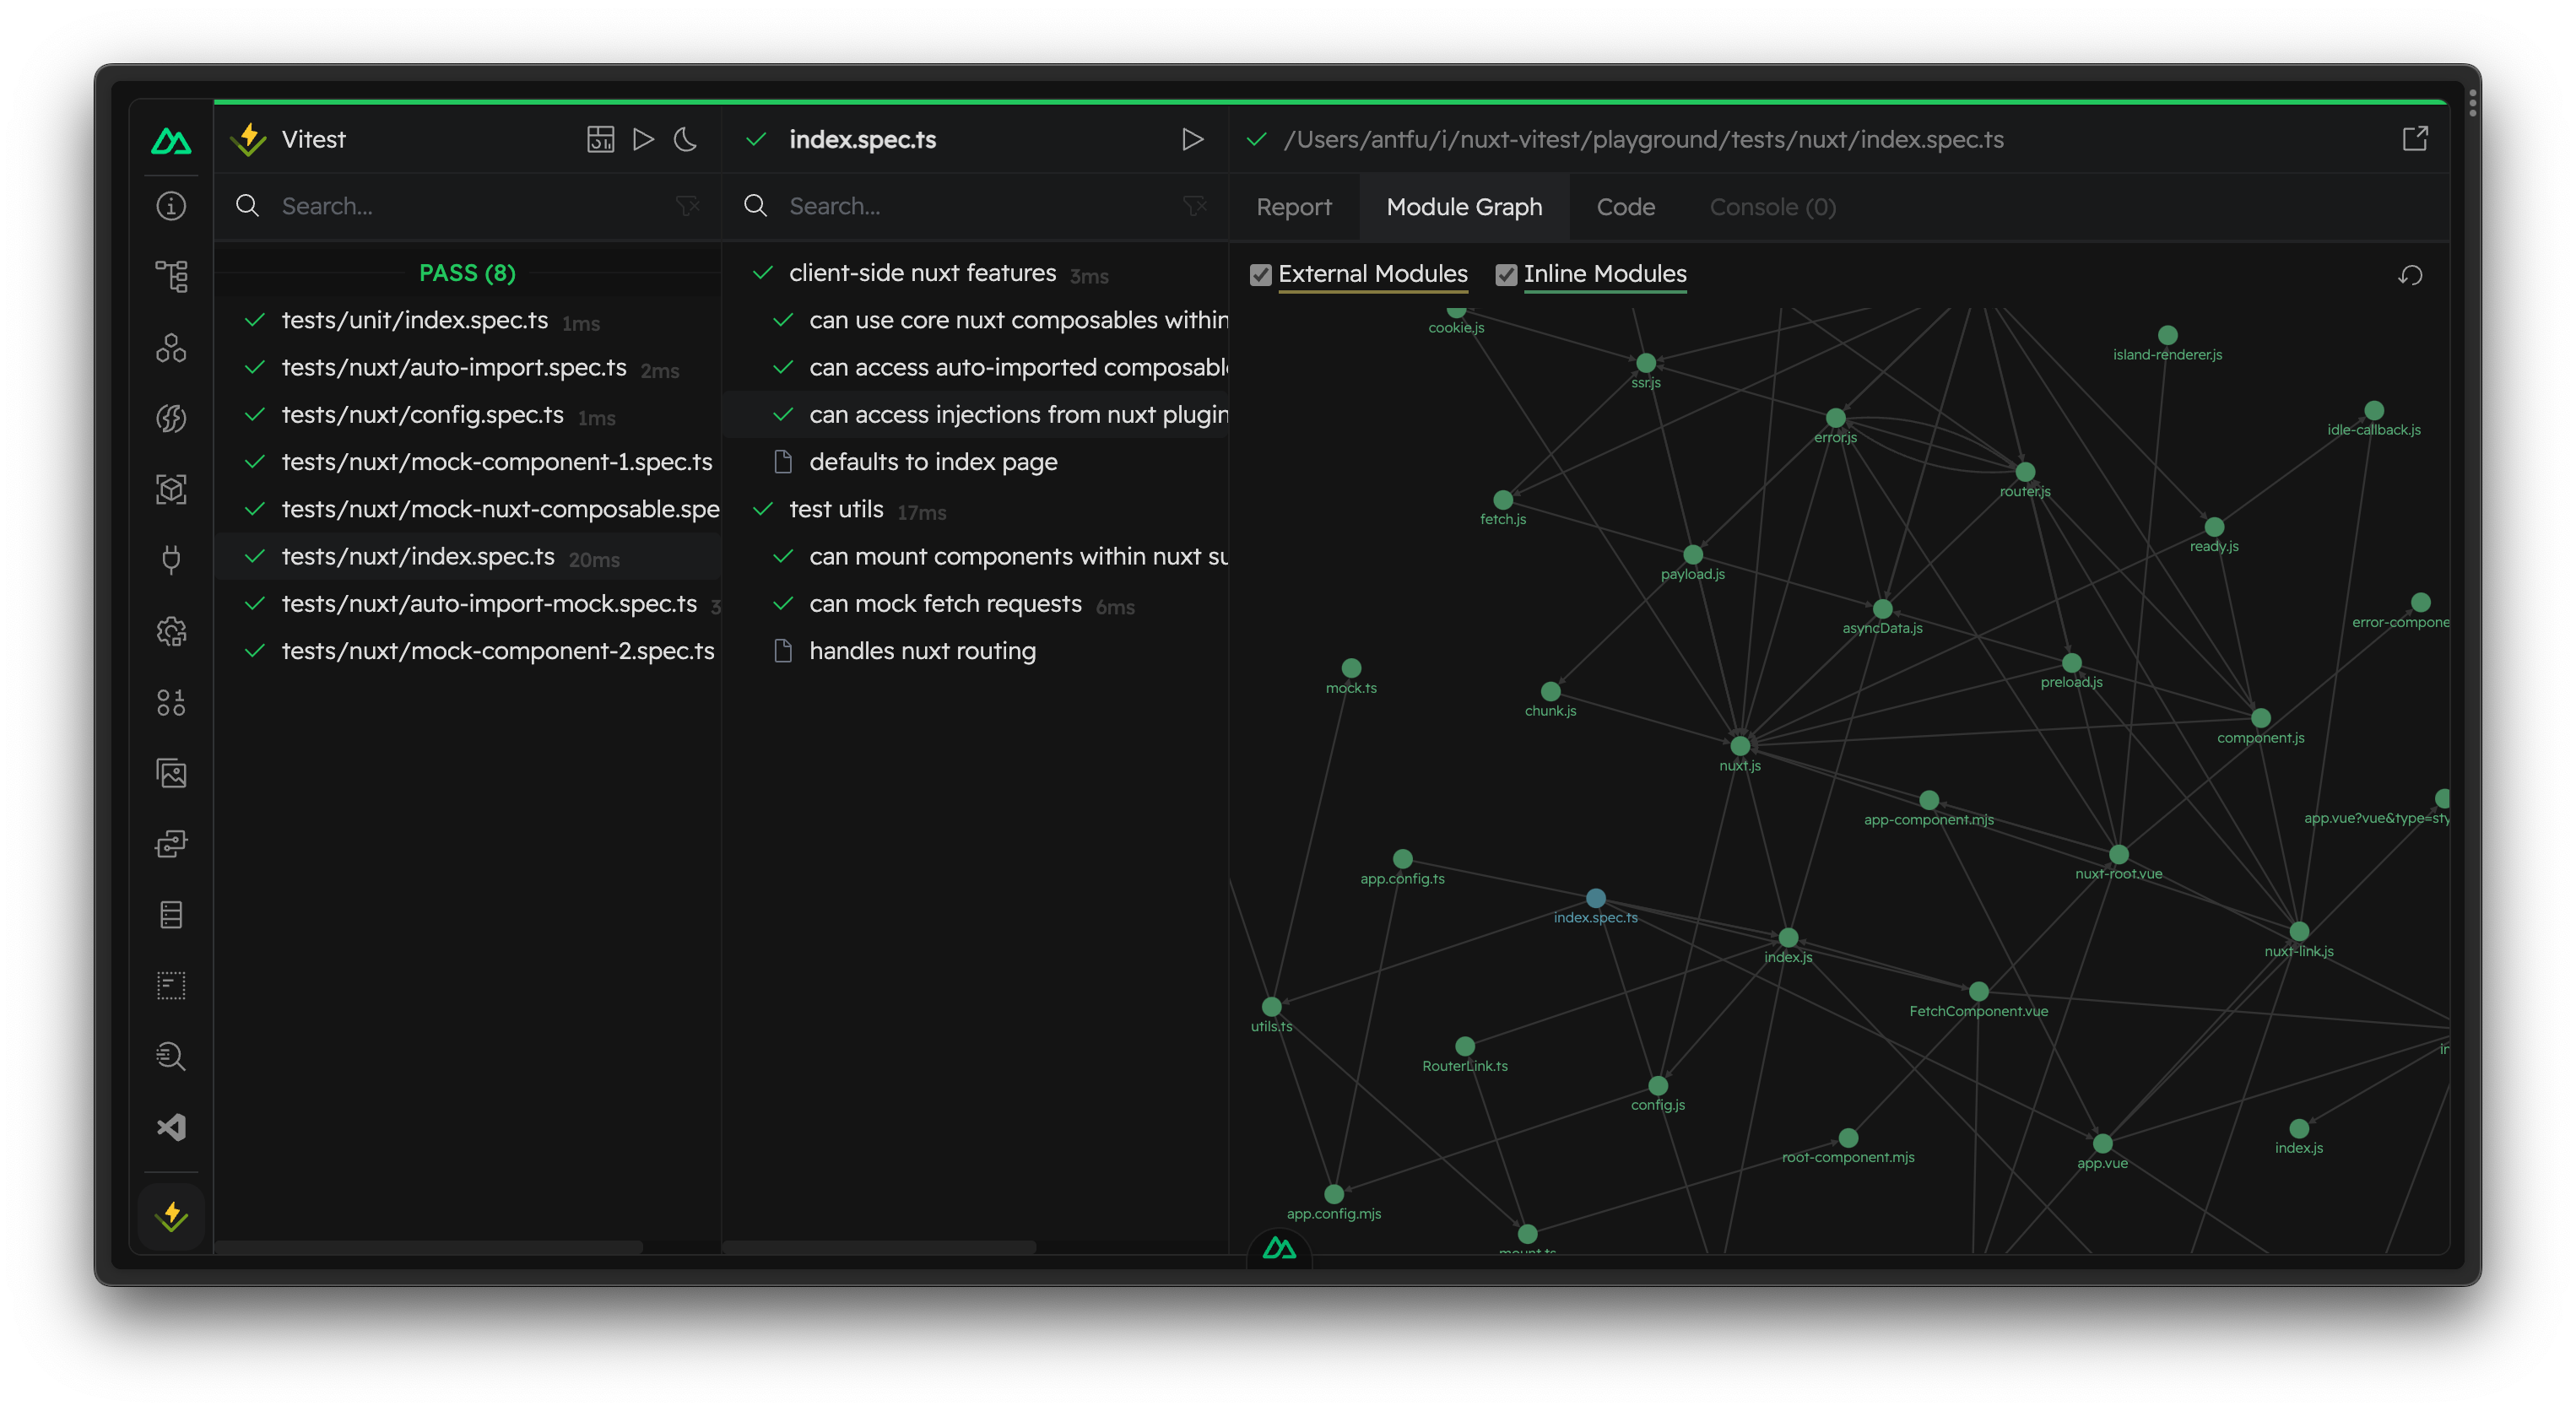 Vitest
Search...
PASS (8)
tests/unit/index.spec.ts 1ms
tests/nuxt/auto-import.spec.ts 2ms
tests/nuxt/config.spec.ts 1ms
tests/nuxt/mock-component-1.spec.ts
tests/nuxt/mock-nuxt-composable.spe
tests/nuxt/index.spec.ts 20ms
tests/nuxt/auto-import-mock.spec.ts 3
tests/nuxt/mock-component-2.spec.ts
index.spec.ts
Search...
client-side nuxt features 3ms
can use core nuxt composables within
can access auto-imported composabl
can access injections from nuxt plugin
defaults to index page
test utils 17ms
can mount components within nuxt su
can mock fetch requests 6ms
handles nuxt routing
/Users/antfu/i/nuxt-vitest/playground/tests/nuxt/index.spec.ts
Report Module Graph Code Console (0)
External Modules Inline Modules
cookie.js
island-renderer.js
ssr.js
idle-callback.js
error.js
router.js
fetch.js
ready.js
payload.js
error-compone
asyncData.js
preload.js
mock.ts
chunk.js
component.js
nuxt.js
app-component.mjs
app.vue?vue&type=sty
nuxt-root.vue
app.config.ts
index.spec.ts
nuxt-link.js
index.js
FetchComponent.vue
utils.ts
in
RouterLink.ts
config.js
index.js
root-component.mjs
app.vue
app.config.mjs
mount.ts